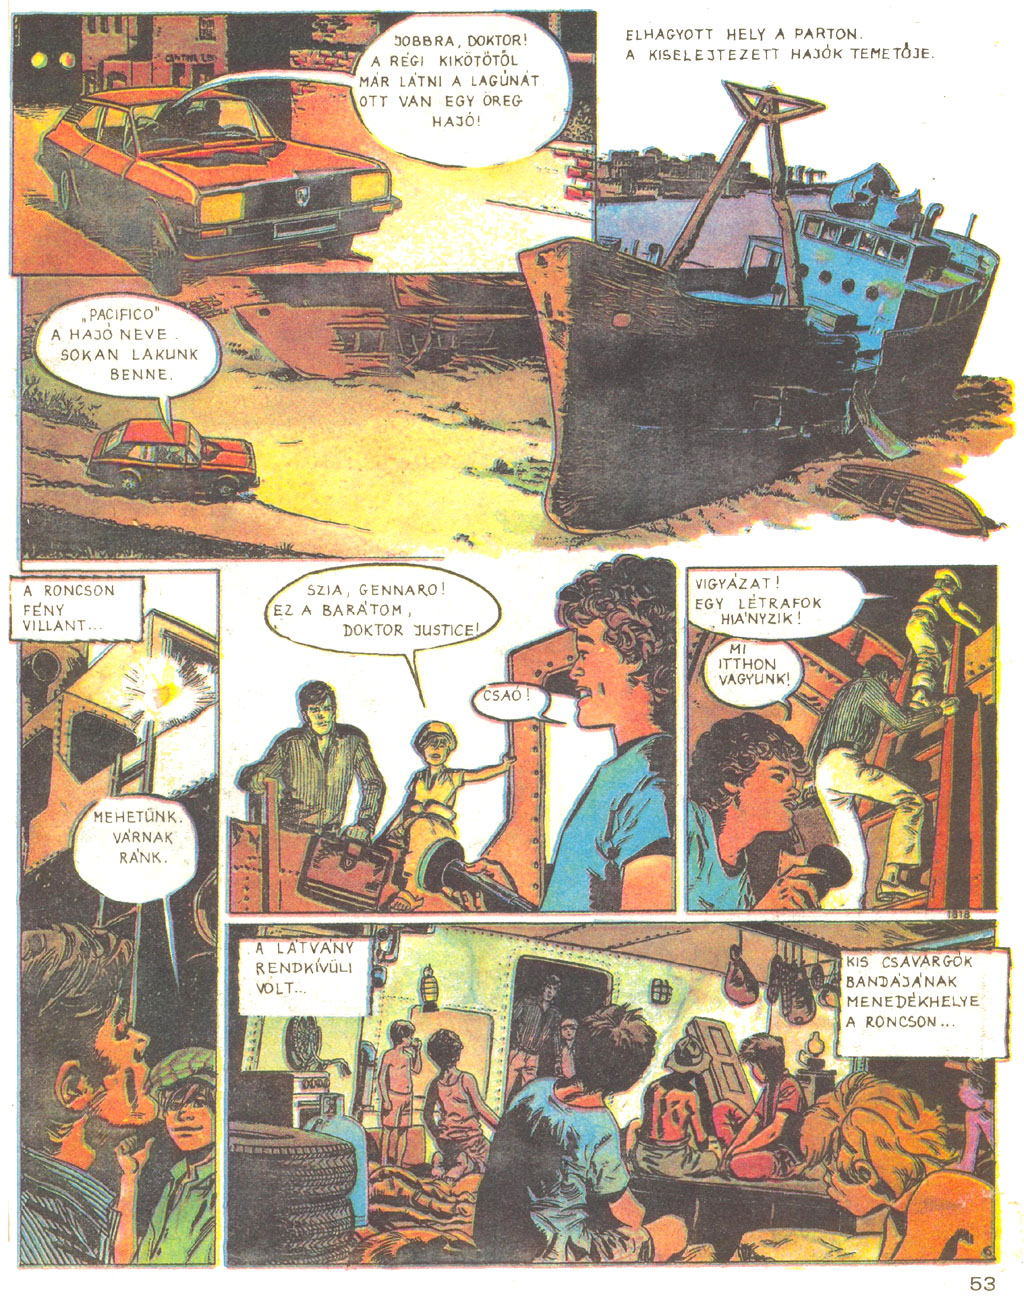 JOBBRA, DOKTOR!
A RÉGI KIKÖTŐTŐL
MÁR LÁTNI A LAGÚNÁT
OTT VAN EGY ÖREG
HAJÓ!
ELHAGYOTT HELY A PARTON.
A KISELEJTEZETT HAJÓK TEMETŐJE.
„PACIFICO"
A HAJÓ NEVE.
SOKAN LAKUNK
BENNE.
A RONCSON
FÉNY
VILLANT...
MEHETÜNK.
VÁRNAK
RÁNK.
SZIA, GENNARO!
EZ A BARÁTOM,
DOKTOR JUSTICE!
CSAÓ!
VIGYÁZAT!
EGY LÉTRAFOK
HIÁNYZIK!
MI
ITTHON
VAGYUNK!
1818
A LÁTVÁNY
RENDKÍVÜLI
VOLT...
KIS CSAVARGÓK
BANDÁJÁNAK
MENEDÉKHELYE
A RONCSON...
6
53